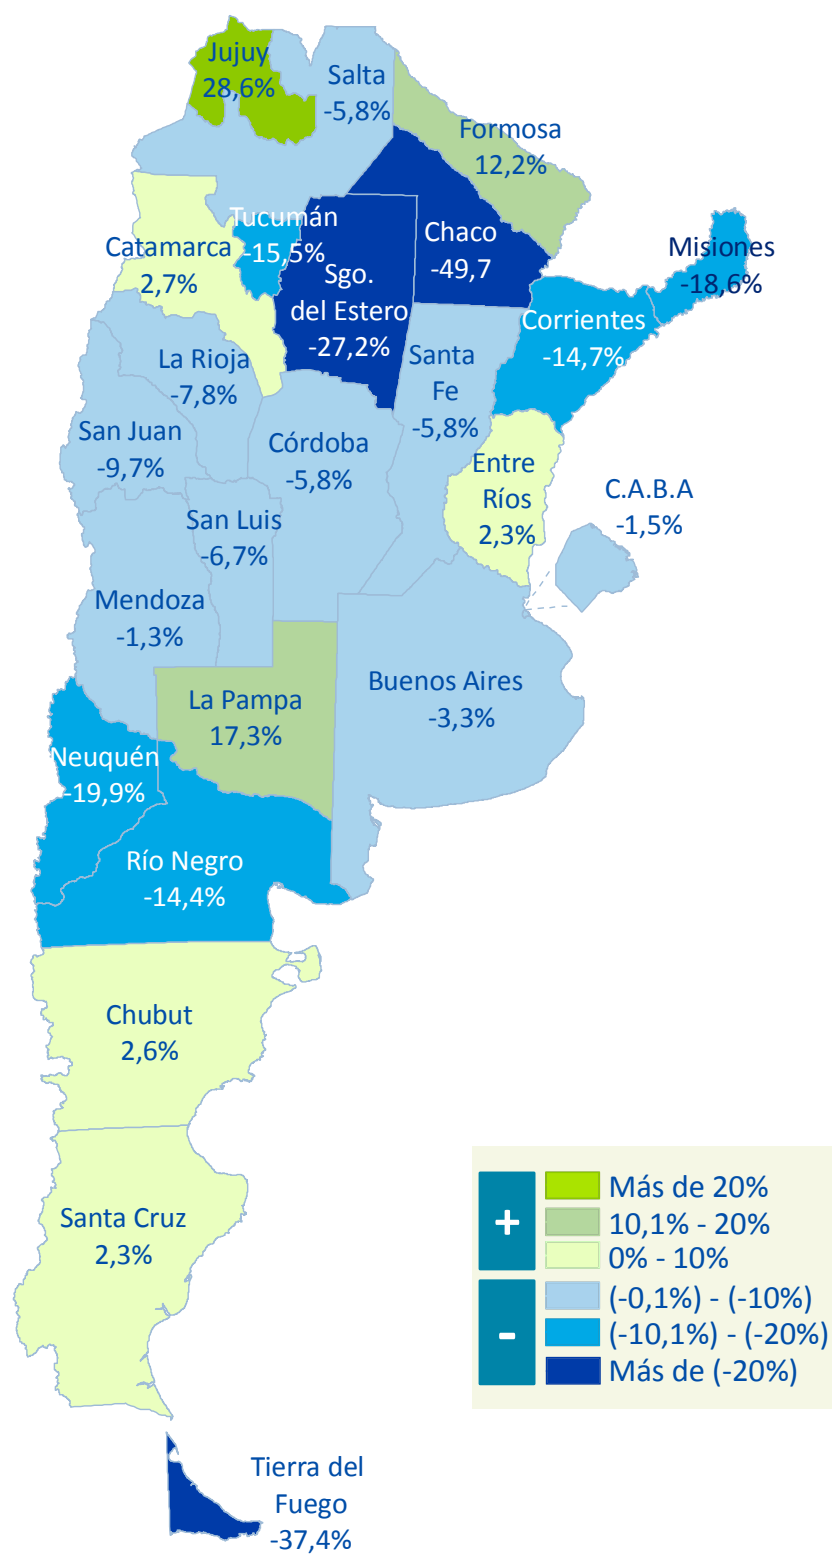 Jujuy
28,6%
Salta
-5,8%
Formosa
12,2%
Tucumán
-15,5%
Chaco
-49,7
Misiones
-18,6%
Catamarca
2,7%
Sgo.
del Estero
-27,2%
Corrientes
-14,7%
La Rioja
-7,8%
Santa
Fe
-5,8%
San Juan
-9,7%
Córdoba
-5,8%
Entre
Ríos
2,3%
C.A.B.A
-1,5%
San Luis
-6,7%
Mendoza
-1,3%
Buenos Aires
-3,3%
La Pampa
17,3%
Neuquén
-19,9%
Río Negro
-14,4%
Chubut
2,6%
Santa Cruz
2,3%
Tierra del
Fuego
-37,4%
+
Más de 20%
10,1% - 20%
0% - 10%
-
(-0,1%) - (-10%)
(-10,1%) - (-20%)
Más de (-20%)